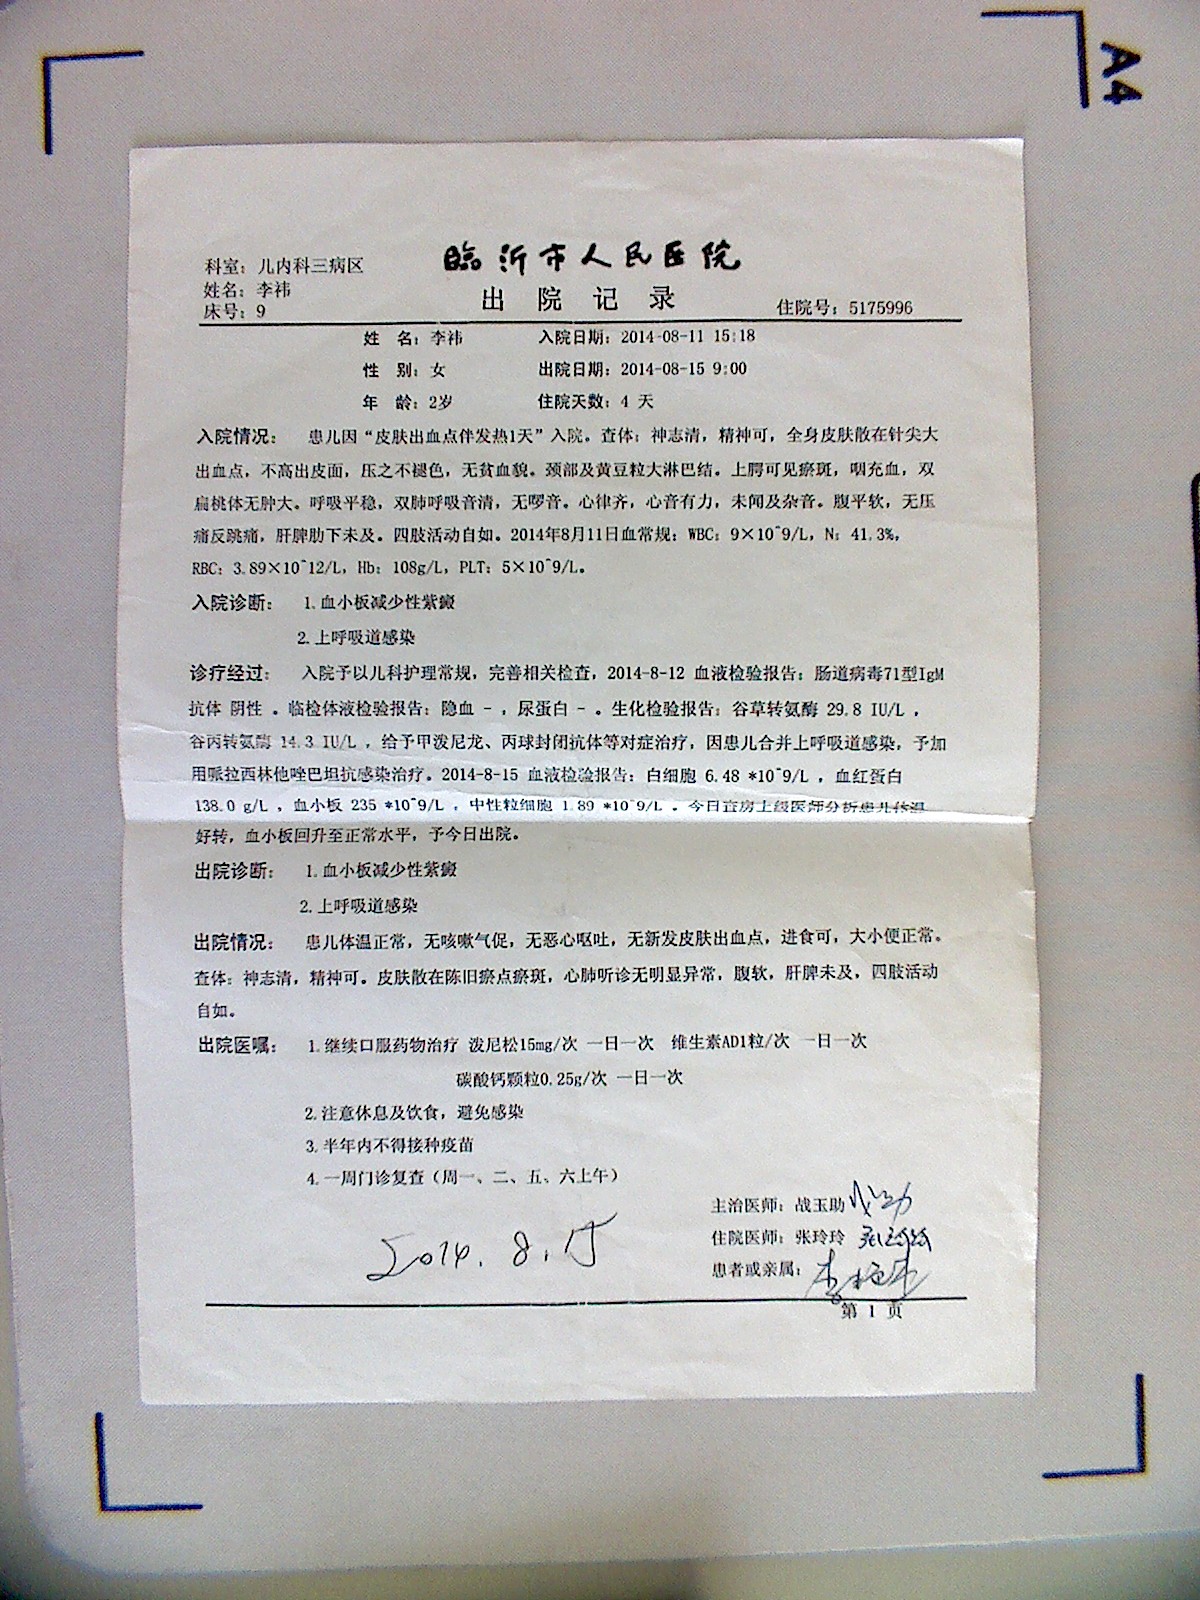 A4
临沂市人民医院
科室：儿内科三病区
姓名：李祎
出 院 记 录
床号：9
住院号：5175996
姓 名：李祎 入院日期：2014-08-11 15:18
性 别：女 出院日期：2014-08-15 9:00
年 龄：2岁 住院天数：4 天
入院情况： 患儿因“皮肤出血点伴发热1天”入院。查体：神志清，精神可，全身皮肤散在针尖大
出血点，不高出皮面，压之不褪色，无贫血貌。颈部及黄豆粒大淋巴结。上腭可见瘀斑，咽充血，双
扁桃体无肿大。呼吸平稳，双肺呼吸音清，无啰音。心律齐，心音有力，未闻及杂音。腹平软，无压
痛反跳痛，肝脾肋下未及。四肢活动自如。2014年8月11日血常规：WBC：9×10^9/L，N：41.3%，
RBC：3.89×10^12/L，Hb：108g/L，PLT：5×10^9/L。
入院诊断： 1.血小板减少性紫癜
2.上呼吸道感染
诊疗经过： 入院予以儿科护理常规，完善相关检查，2014-8-12 血液检验报告：肠道病毒71型IgM
抗体 阴性 。临检体液检验报告：隐血 - ，尿蛋白 - 。生化检验报告：谷草转氨酶 29.8 IU/L ，
谷丙转氨酶 14.3 IU/L ，给予甲泼尼龙、丙球封闭抗体等对症治疗，因患儿合并上呼吸道感染，予加
用哌拉西林他唑巴坦抗感染治疗。2014-8-15 血液检验报告：白细胞 6.48 *10^9/L ，血红蛋白
138.0 g/L ，血小板 235 *10^9/L ，中性粒细胞 1.89 *10^9/L 。今日查房上级医师分析患儿体温
好转，血小板回升至正常水平，予今日出院。
出院诊断： 1.血小板减少性紫癜
2.上呼吸道感染
出院情况： 患儿体温正常，无咳嗽气促，无恶心呕吐，无新发皮肤出血点，进食可，大小便正常。
查体：神志清，精神可。皮肤散在陈旧瘀点瘀斑，心肺听诊无明显异常，腹软，肝脾未及，四肢活动
自如。
出院医嘱： 1.继续口服药物治疗 泼尼松15mg/次 一日一次 维生素AD1粒/次 一日一次
碳酸钙颗粒0.25g/次 一日一次
2.注意休息及饮食，避免感染
3.半年内不得接种疫苗
4.一周门诊复查（周一、二、五、六上午）
主治医师：战玉助
住院医师：张玲玲 张玲玲
患者或亲属：
2014.8.15
第 1 页